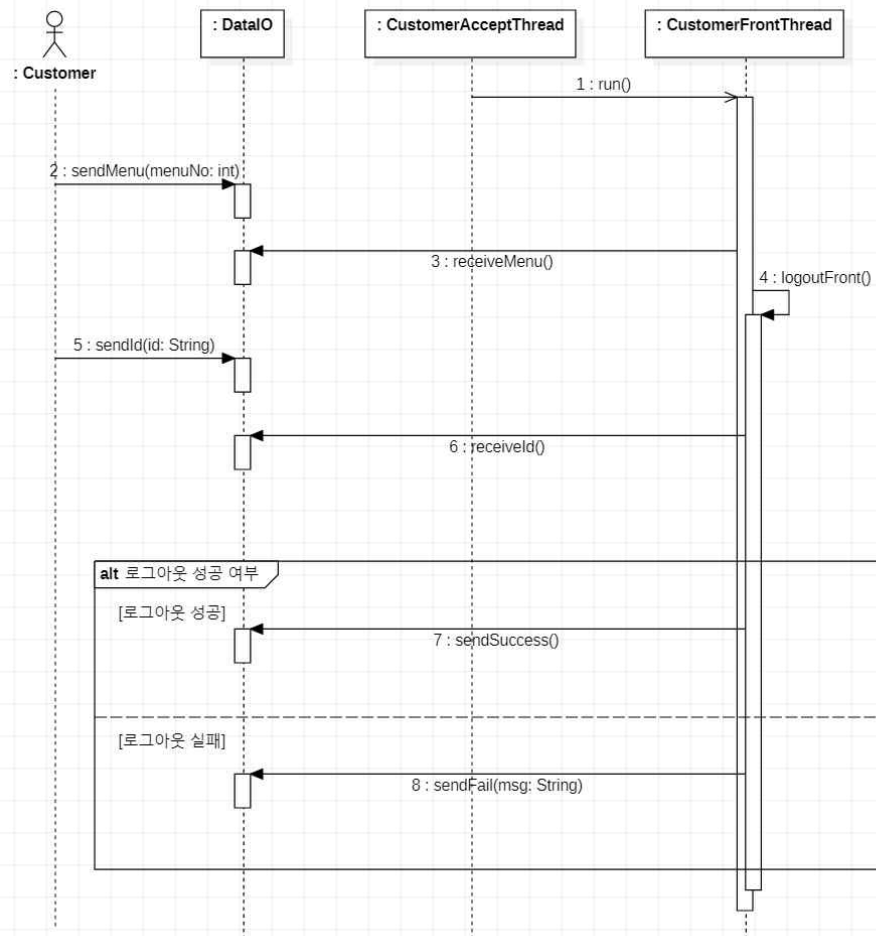 : Customer
: DataIO
: CustomerAcceptThread
: CustomerFrontThread
1 : run()
2 : sendMenu(menuNo: int)
3 : receiveMenu()
4 : logoutFront()
5 : sendId(id: String)
6 : receiveId()
alt 로그아웃 성공 여부
[로그아웃 성공]
7 : sendSuccess()
[로그아웃 실패]
8 : sendFail(msg: String)